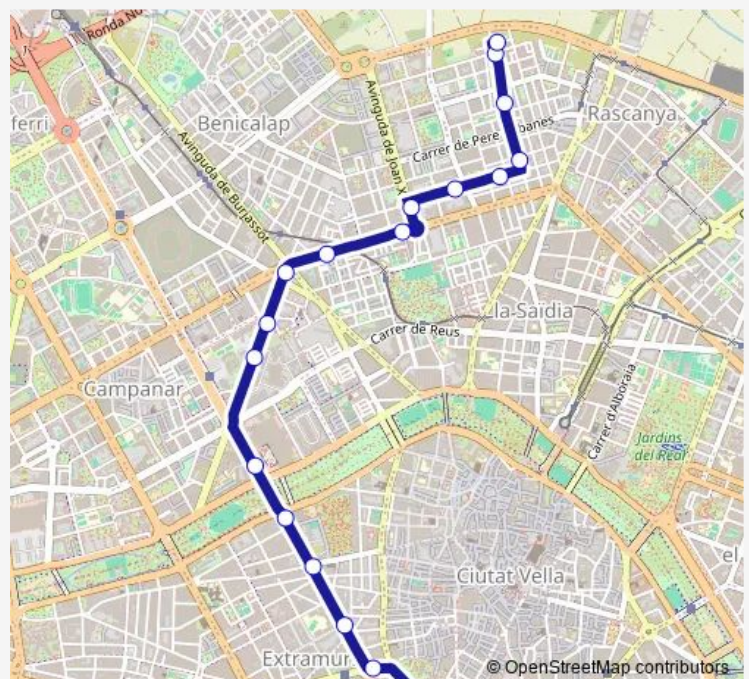 Ronda No
ferri
Benicalap
Avinguda de Joan X
Rascanya
Carrer de Pere
banes
Avinguda de Burjassot
la Saïdia
Carrer de Reus
Campanar
Carrer d'Alboraia
Jardins
del Real
el
Ciutat Vella
Extramur
© OpenStreetMap contributors